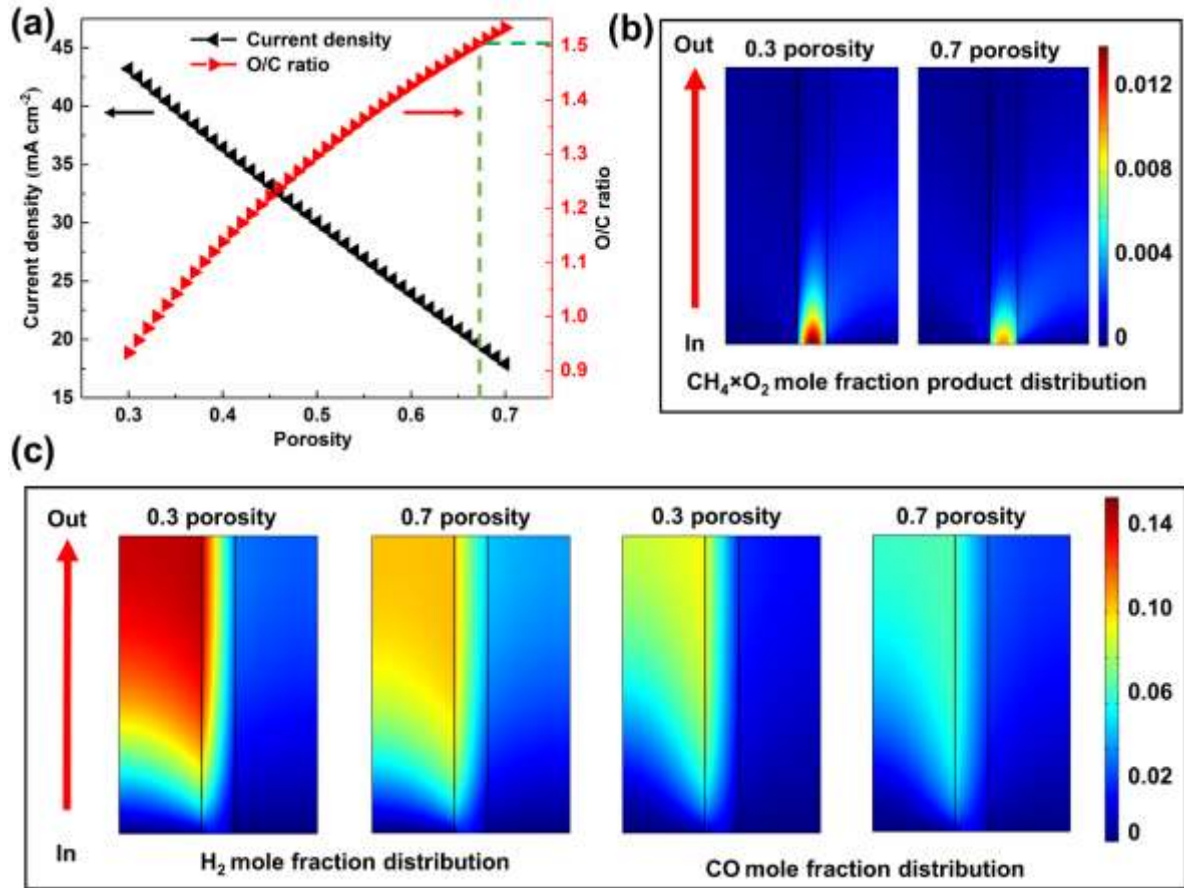 (a)
Current density
O/C ratio
Current density (mA cm⁻²)
45
40
35
30
25
20
15
0.3 0.4 0.5 0.6 0.7
Porosity
1.5
1.4
1.3
1.2
1.1
1.0
0.9
O/C ratio
(b)
Out
In
0.3 porosity 0.7 porosity
0.012
0.008
0.004
0
CH₄×O₂ mole fraction product distribution
(c)
Out
In
0.3 porosity 0.7 porosity 0.3 porosity 0.7 porosity
0.14
0.10
0.06
0.02
0
H₂ mole fraction distribution CO mole fraction distribution